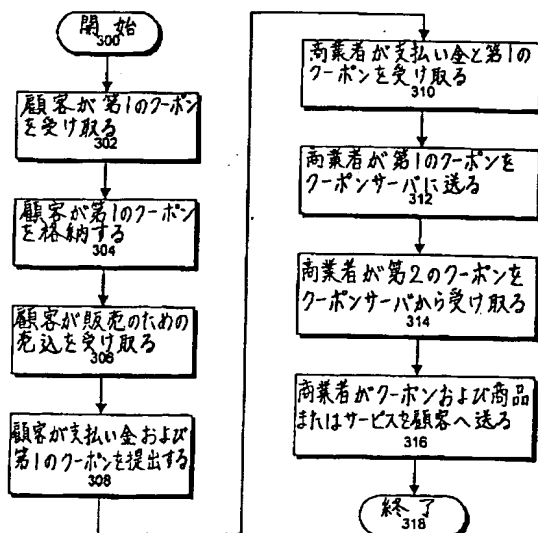 開始
300
顧客が第1のクーポン
を受け取る
302
顧客が第1のクーポン
を格納する
304
顧客が販売のための
売込を受け取る
306
顧客が支払い金および
第1のクーポンを提出する
308
商業者が支払い金と第1の
クーポンを受け取る
310
商業者が第1のクーポンを
クーポンサーバに送る
312
商業者が第2のクーポンを
クーポンサーバから受け取る
314
商業者がクーポンおよび商品
またはサービスを顧客へ送る
316
終了
318